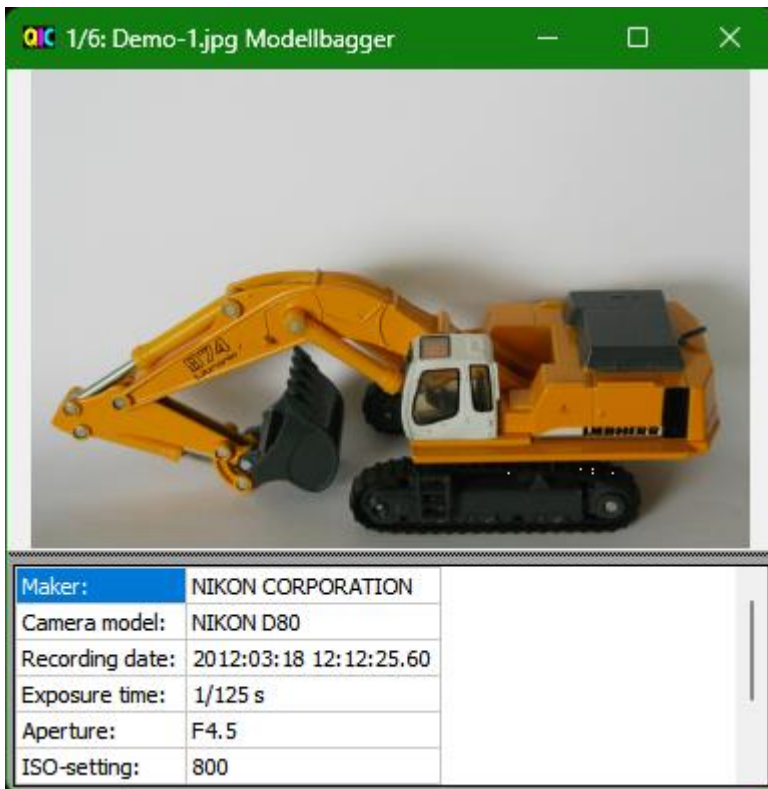 QIC 1/6: Demo-1.jpg Modellbagger
974
LIEBHERR
Maker: NIKON CORPORATION
Camera model: NIKON D80
Recording date: 2012:03:18 12:12:25.60
Exposure time: 1/125 s
Aperture: F4.5
ISO-setting: 800